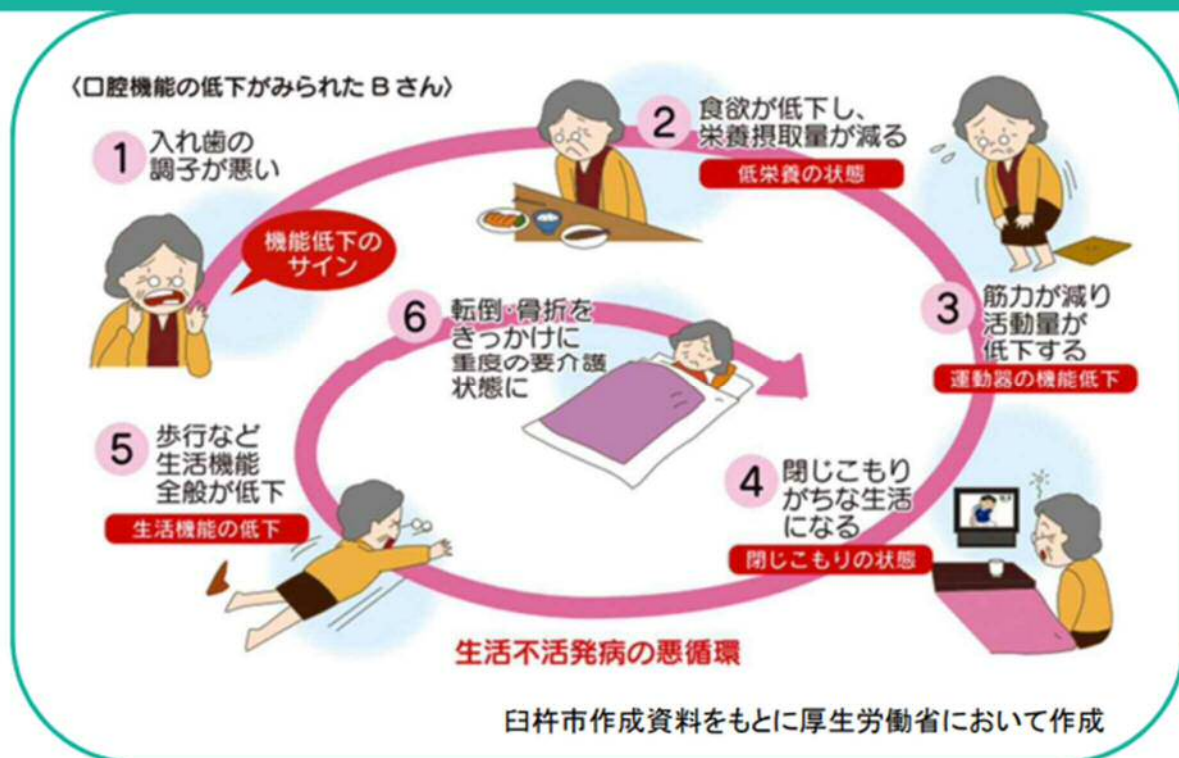 〈口腔機能の低下がみられた B さん〉
1 入れ歯の
調子が悪い
機能低下の
サイン
2 食欲が低下し、
栄養摂取量が減る
低栄養の状態
3 筋力が減り
活動量が
低下する
運動器の機能低下
4 閉じこもり
がちな生活
になる
閉じこもりの状態
5 歩行など
生活機能
全般が低下
生活機能の低下
6 転倒・骨折を
きっかけに
重度の要介護
状態に
生活不活発病の悪循環
臼杵市作成資料をもとに厚生労働省において作成